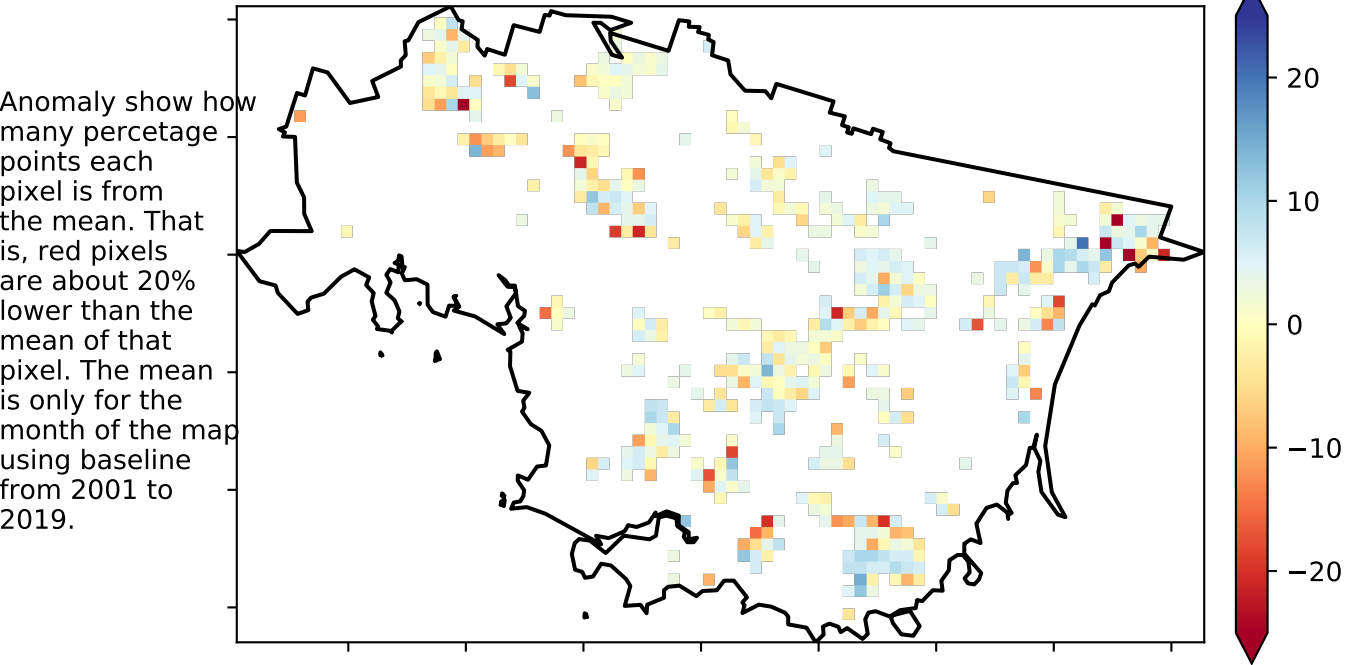 Anomaly show how
many percetage
points each
pixel is from
the mean. That
is, red pixels
are about 20%
lower than the
mean of that
pixel. The mean
is only for the
month of the map
using baseline
from 2001 to
2019.
20
10
0
−10
−20